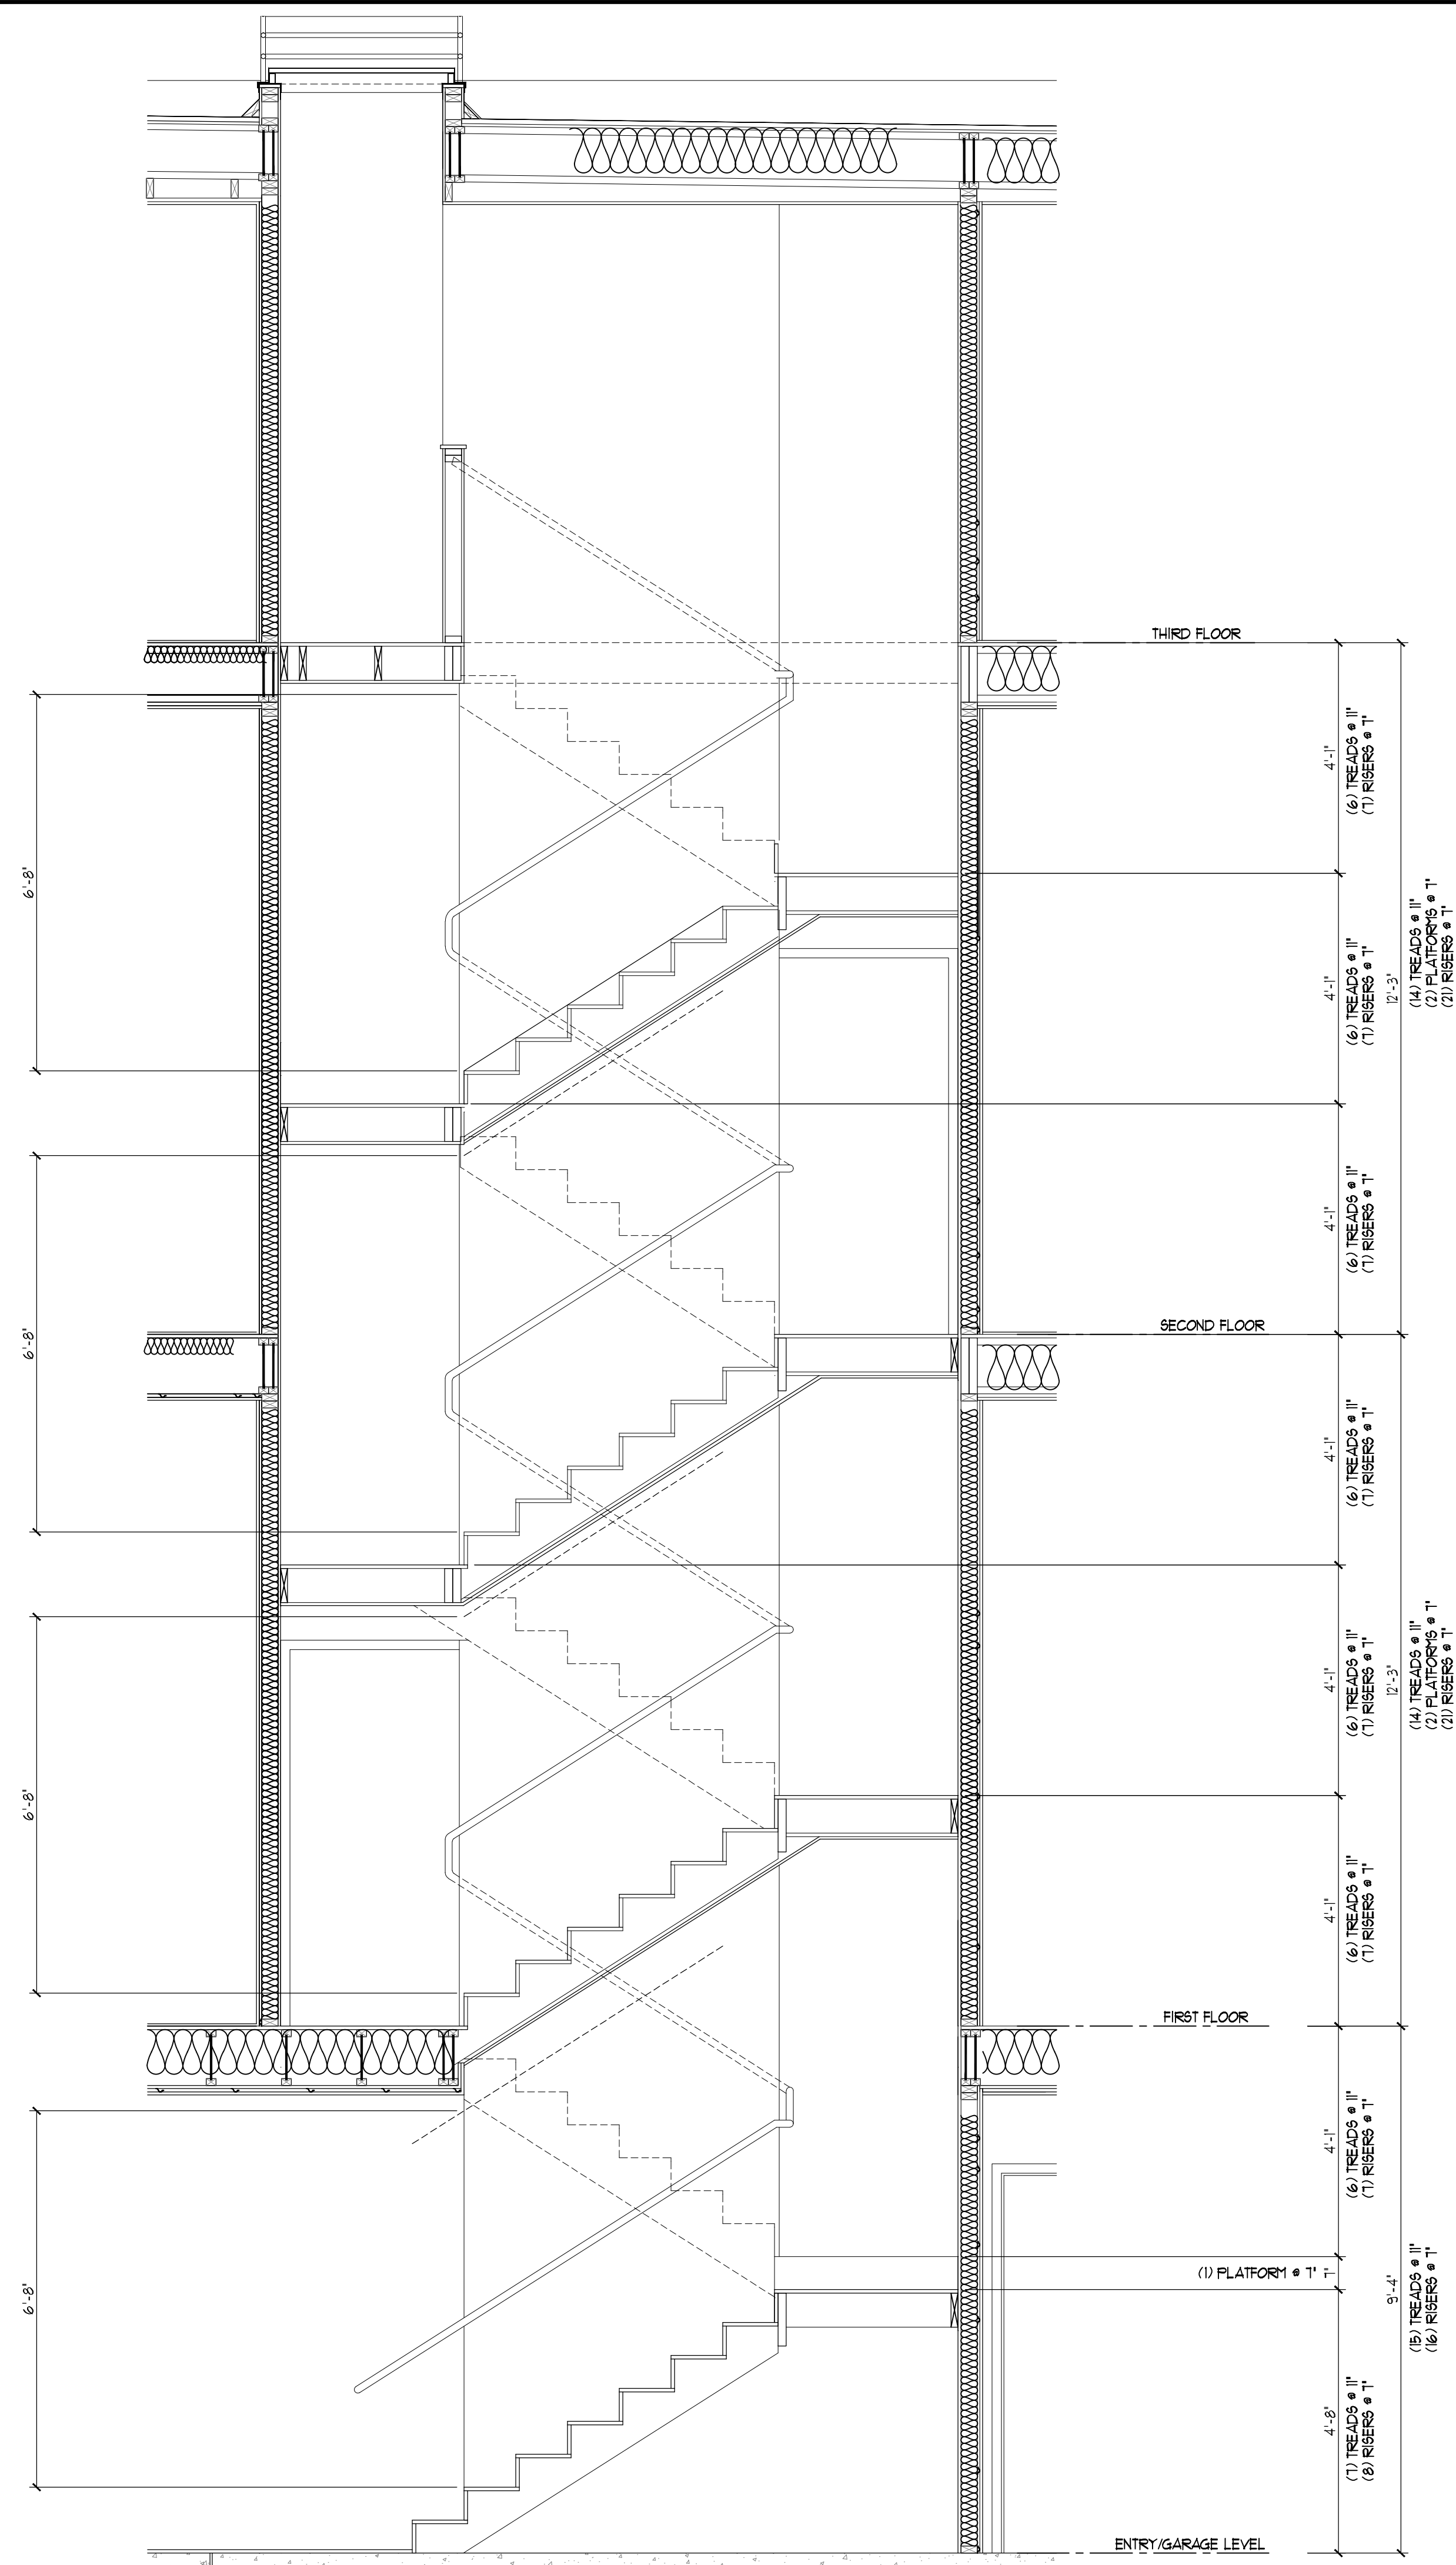 THIRD FLOOR
4'-1"
(6) TREADS @ 11"
(7) RISERS @ 7"
6'-8"
4'-1"
(6) TREADS @ 11"
(7) RISERS @ 7"
12'-3"
(14) TREADS @ 11"
(2) PLATFORMS @ 7"
(21) RISERS @ 7"
4'-1"
(6) TREADS @ 11"
(7) RISERS @ 7"
SECOND FLOOR
6'-8"
4'-1"
(6) TREADS @ 11"
(7) RISERS @ 7"
4'-1"
(6) TREADS @ 11"
(7) RISERS @ 7"
12'-3"
(14) TREADS @ 11"
(2) PLATFORMS @ 7"
(21) RISERS @ 7"
6'-8"
4'-1"
(6) TREADS @ 11"
(7) RISERS @ 7"
FIRST FLOOR
4'-1"
(6) TREADS @ 11"
(7) RISERS @ 7"
(1) PLATFORM @ 7" 7"
6'-8"
9'-4"
(15) TREADS @ 11"
(16) RISERS @ 7"
4'-8"
(7) TREADS @ 11"
(8) RISERS @ 7"
ENTRY/GARAGE LEVEL